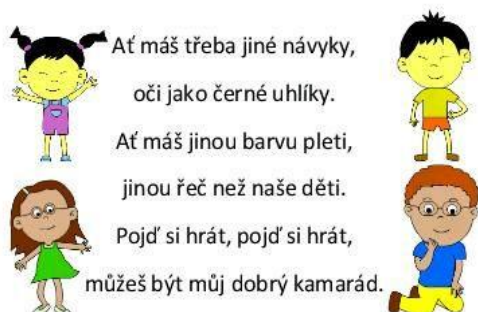 Ať máš třeba jiné návyky,
oči jako černé uhlíky.
Ať máš jinou barvu pleti,
jinou řeč než naše děti.
Pojď si hrát, pojď si hrát,
můžeš být můj dobrý kamarád.